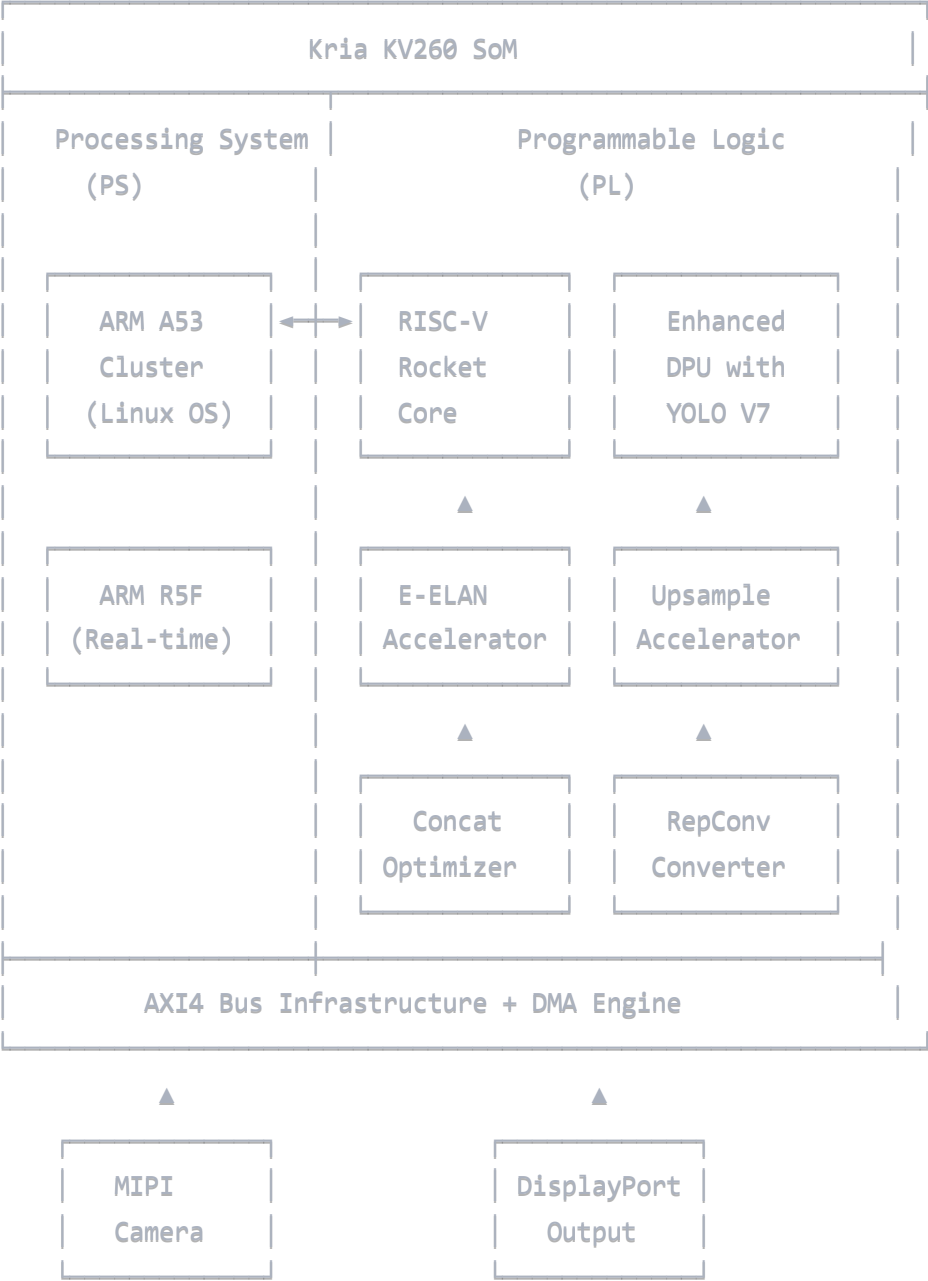 Kria KV260 SoM
Processing System
(PS)
Programmable Logic
(PL)
ARM A53
Cluster
(Linux OS)
RISC-V
Rocket
Core
Enhanced
DPU with
YOLO V7
ARM R5F
(Real-time)
E-ELAN
Accelerator
Upsample
Accelerator
Concat
Optimizer
RepConv
Converter
AXI4 Bus Infrastructure + DMA Engine
MIPI
Camera
DisplayPort
Output